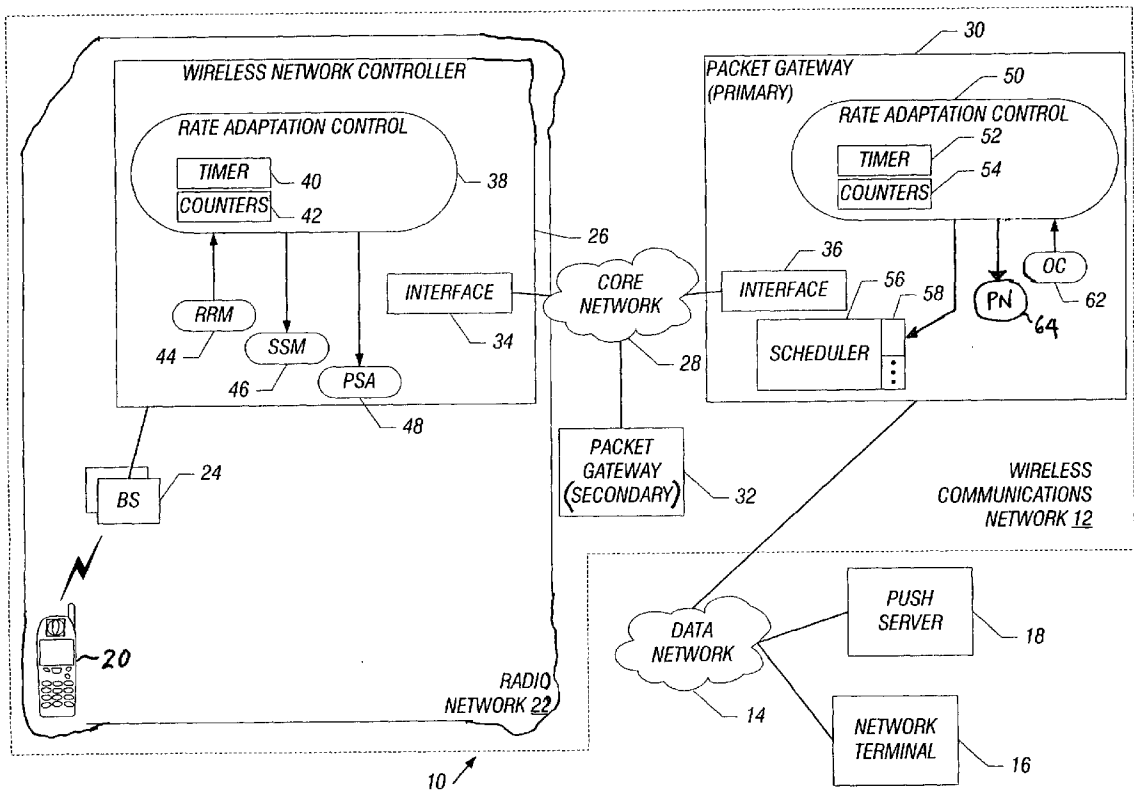 WIRELESS NETWORK CONTROLLER
RATE ADAPTATION CONTROL
TIMER
40
COUNTERS
42
38
26
RRM
44
SSM
46
PSA
48
INTERFACE
34
BS
24
20
RADIO
NETWORK 22
CORE
NETWORK
28
PACKET
GATEWAY
(SECONDARY)
32
30
PACKET GATEWAY
(PRIMARY)
50
RATE ADAPTATION CONTROL
TIMER
52
COUNTERS
54
36
INTERFACE
56
58
SCHEDULER
PN
64
OC
62
WIRELESS
COMMUNICATIONS
NETWORK 12
DATA
NETWORK
14
PUSH
SERVER
18
NETWORK
TERMINAL
16
10